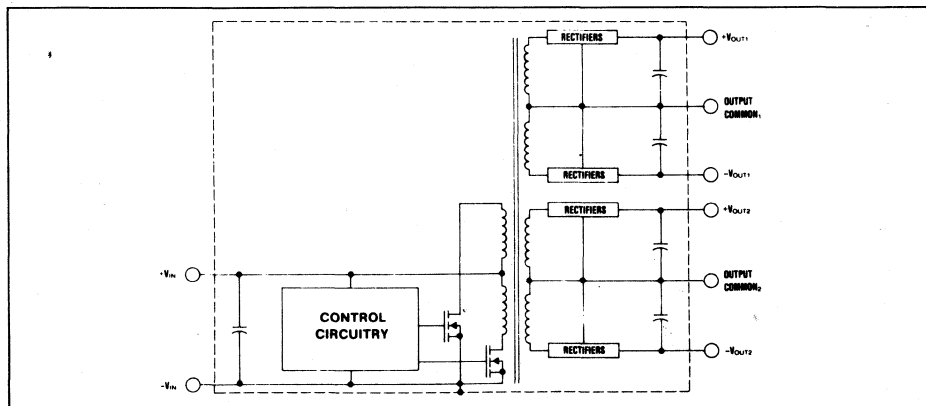 RECTIFIERS
+VOUT1
OUTPUT
COMMON1
RECTIFIERS
-VOUT1
RECTIFIERS
+VOUT2
+VIN
OUTPUT
COMMON2
CONTROL
CIRCUITRY
RECTIFIERS
-VOUT2
-VIN